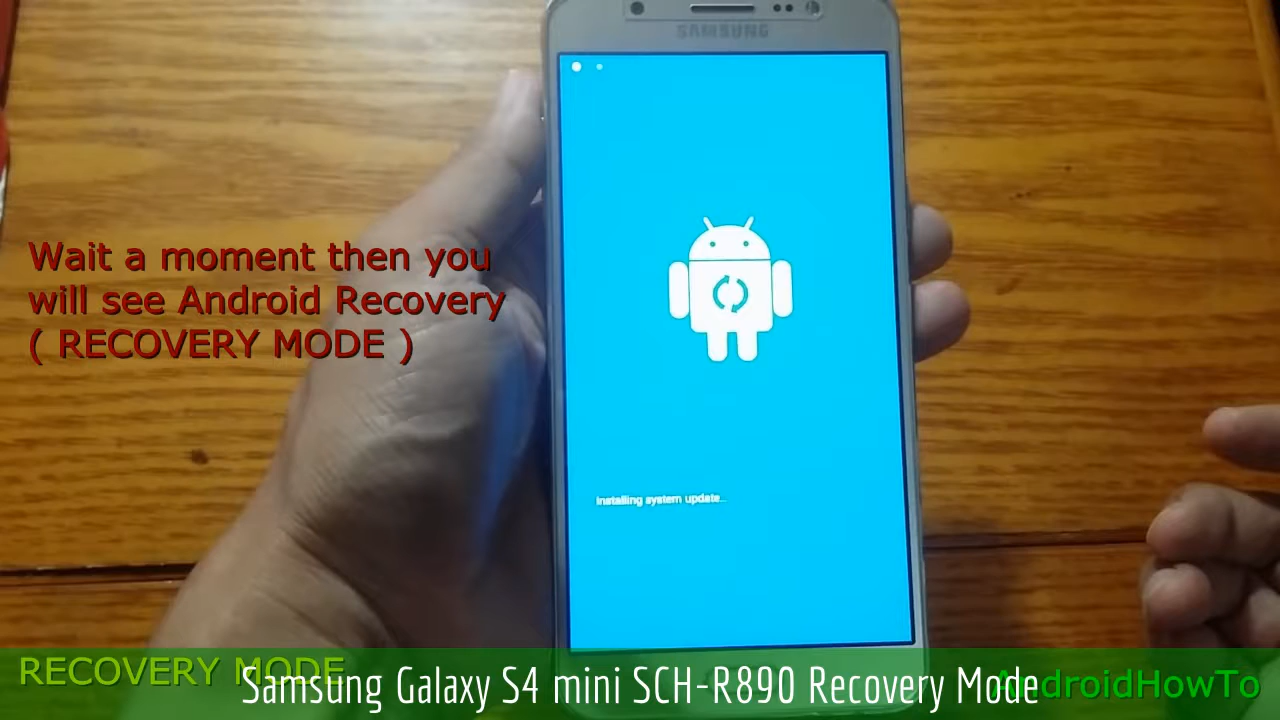 SAMSUNG
Wait a moment then you
will see Android Recovery
( RECOVERY MODE )
Installing system update...
RECOVERY MODE
Samsung Galaxy S4 mini SCH-R890 Recovery Mode
AndroidHowTo